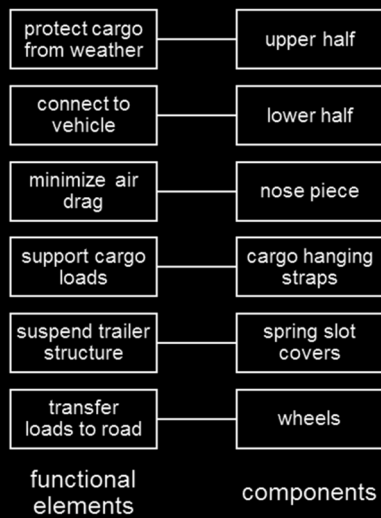 protect cargo
from weather
upper half
connect to
vehicle
lower half
minimize air
drag
nose piece
support cargo
loads
cargo hanging
straps
suspend trailer
structure
spring slot
covers
transfer
loads to road
wheels
functional
elements
components